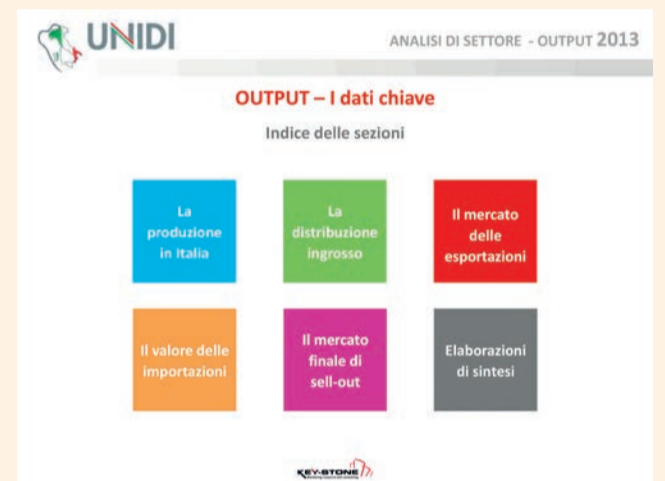 UNIDI
ANALISI DI SETTORE - OUTPUT 2013
OUTPUT – I dati chiave
Indice delle sezioni
La
produzione
in Italia
La
distribuzione
ingrosso
Il mercato
delle
esportazioni
Il valore delle
importazioni
Il mercato
finale di
sell-out
Elaborazioni
di sintesi
KEY-STONE